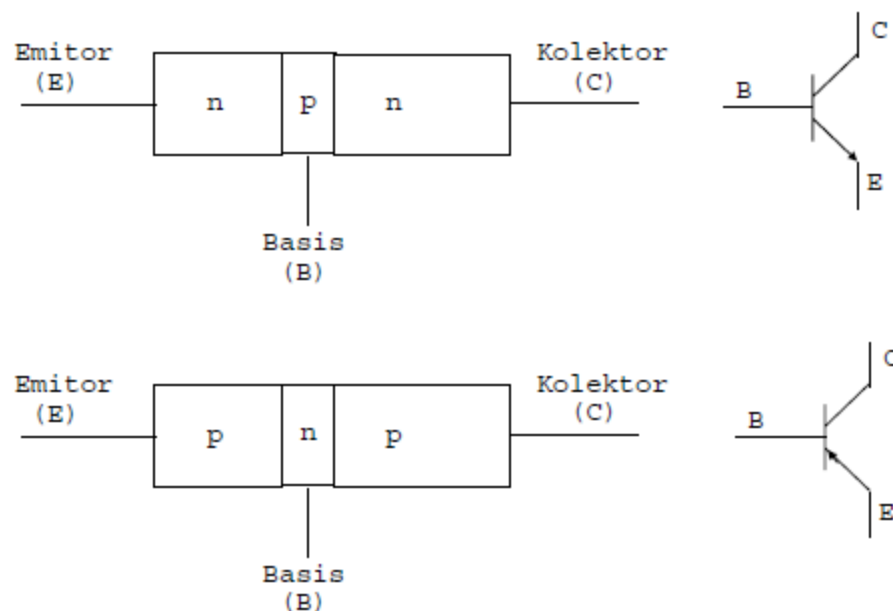 Emitor
(E)
n
p
n
Kolektor
(C)
Basis
(B)
B
C
E
Emitor
(E)
p
n
p
Kolektor
(C)
Basis
(B)
B
C
E